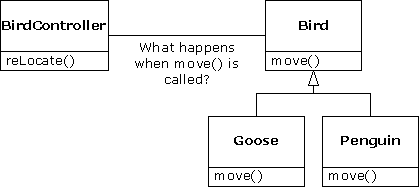 BirdController
reLocate()
What happens
when move() is
called?
Bird
move()
Goose
move()
Penguin
move()